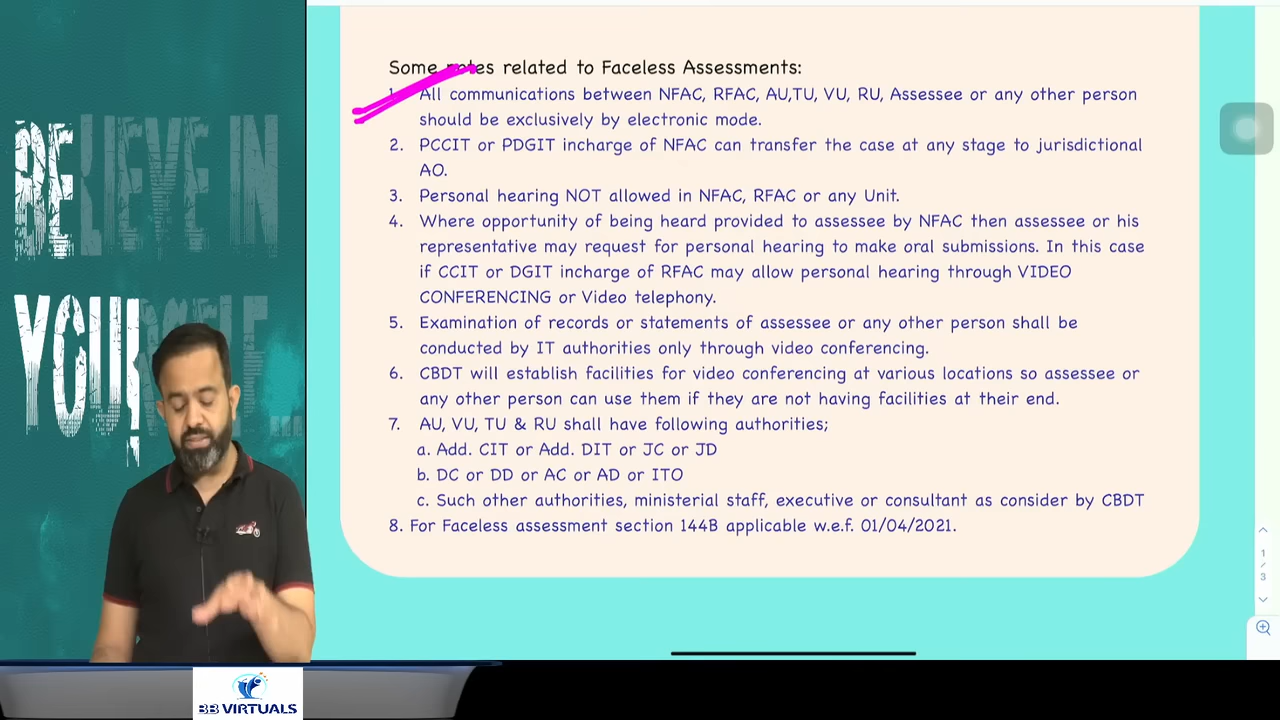 BELIEVE IN
Some notes related to Faceless Assessments:
1. All communications between NFAC, RFAC, AU,TU, VU, RU, Assessee or any other person
should be exclusively by electronic mode.
2. PCCIT or PDGIT incharge of NFAC can transfer the case at any stage to jurisdictional
AO.
3. Personal hearing NOT allowed in NFAC, RFAC or any Unit.
4. Where opportunity of being heard provided to assessee by NFAC then assessee or his
representative may request for personal hearing to make oral submissions. In this case
if CCIT or DGIT incharge of RFAC may allow personal hearing through VIDEO
CONFERENCING or Video telephony.
5. Examination of records or statements of assessee or any other person shall be
conducted by IT authorities only through video conferencing.
6. CBDT will establish facilities for video conferencing at various locations so assessee or
any other person can use them if they are not having facilities at their end.
7. AU, VU, TU & RU shall have following authorities;
a. Add. CIT or Add. DIT or JC or JD
b. DC or DD or AC or AD or ITO
c. Such other authorities, ministerial staff, executive or consultant as consider by CBDT
8. For Faceless assessment section 144B applicable w.e.f. 01/04/2021.
1
/
3
BB VIRTUALS